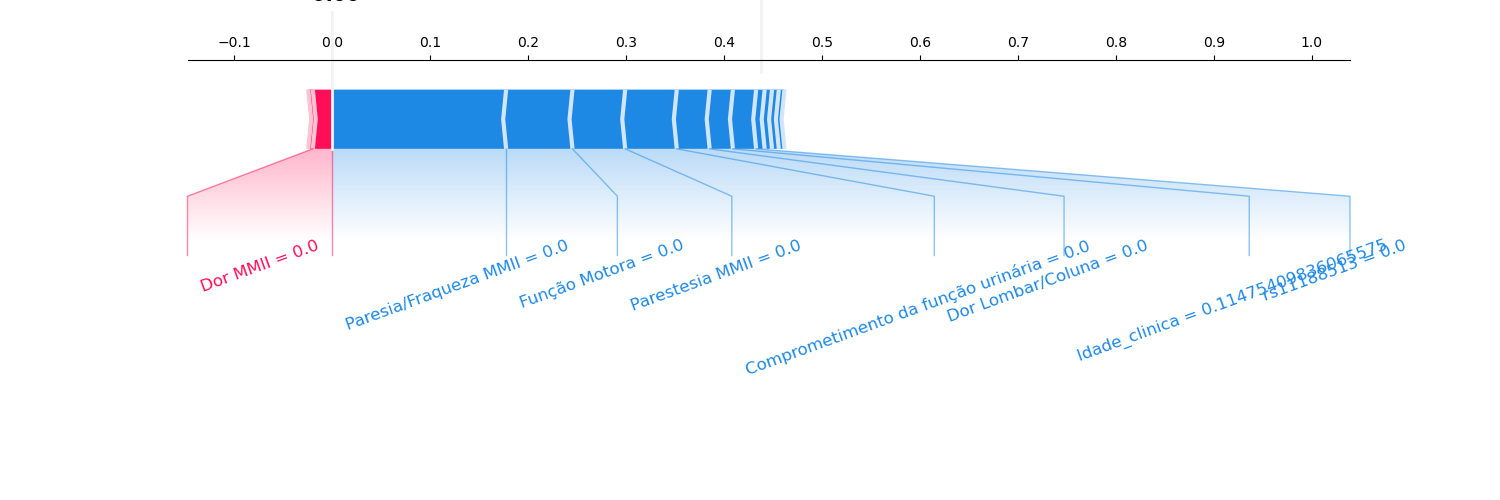 −0.1 0.0 0.1 0.2 0.3 0.4 0.5 0.6 0.7 0.8 0.9 1.0
Dor MMII = 0.0
Paresia/Fraqueza MMII = 0.0
Função Motora = 0.0
Parestesia MMII = 0.0
Comprometimento da função urinária = 0.0
Dor Lombar/Coluna = 0.0
Idade_clinica = 0.11475409836065575
rs11188513 = 0.0